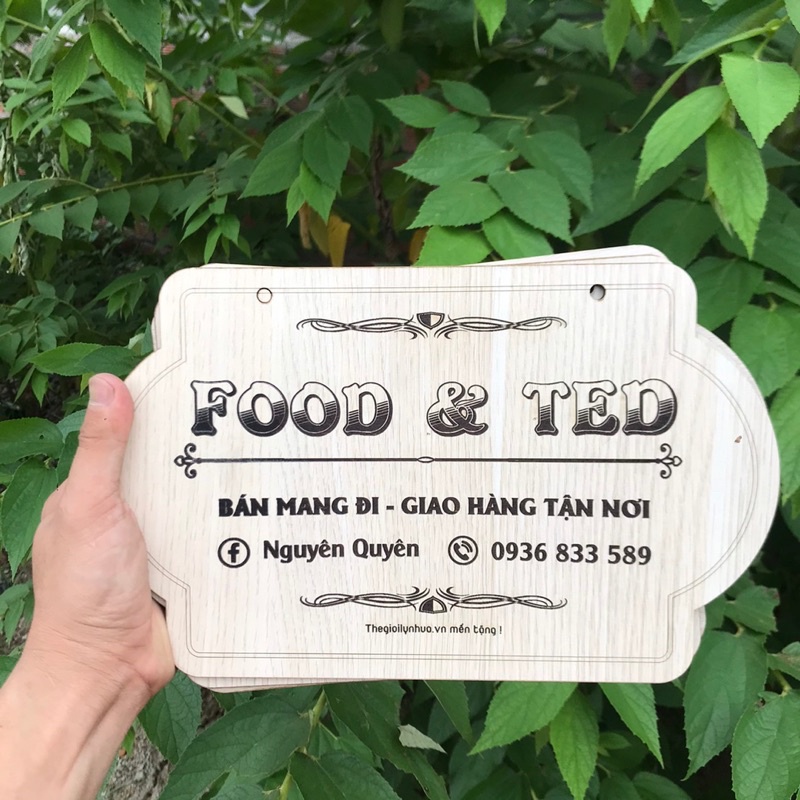 FOOD & TED
BÁN MANG ĐI - GIAO HÀNG TẬN NƠI
f Nguyên Quyên 0936 833 589
Thegioilynhua.vn mến tặng !